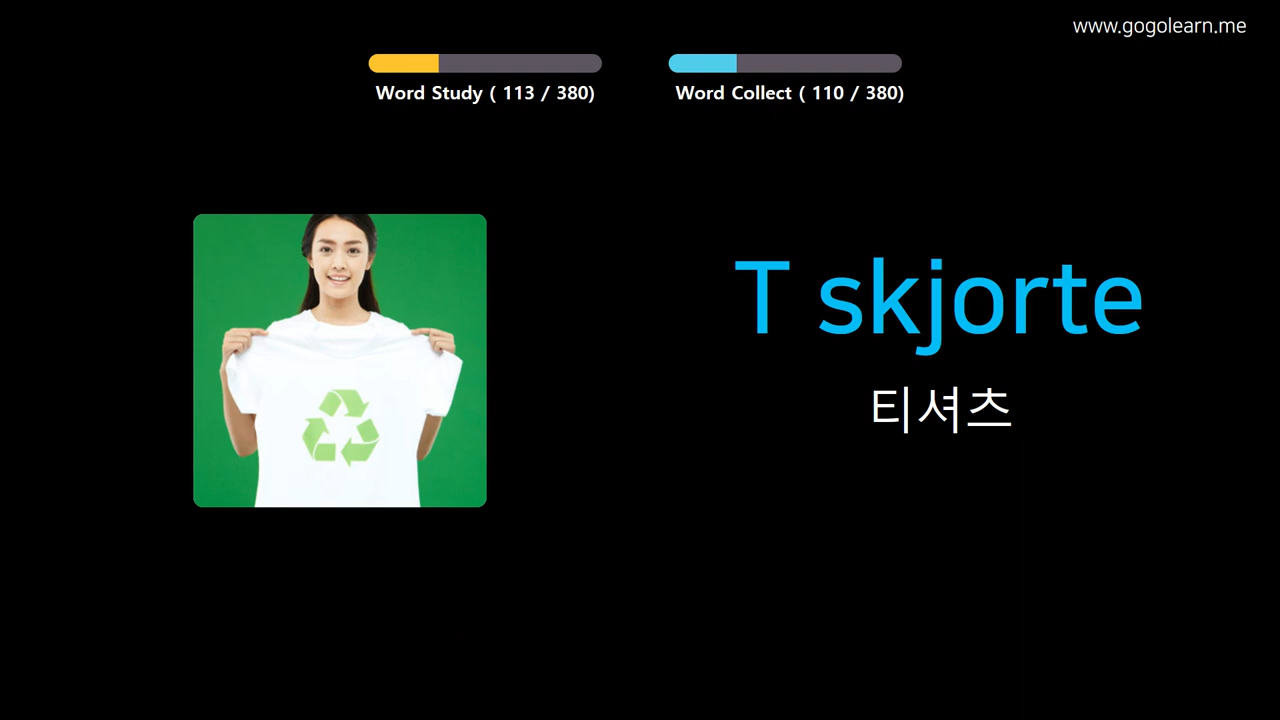 www.gogolearn.me
Word Study ( 113 / 380)
Word Collect ( 110 / 380)
T skjorte
티셔츠